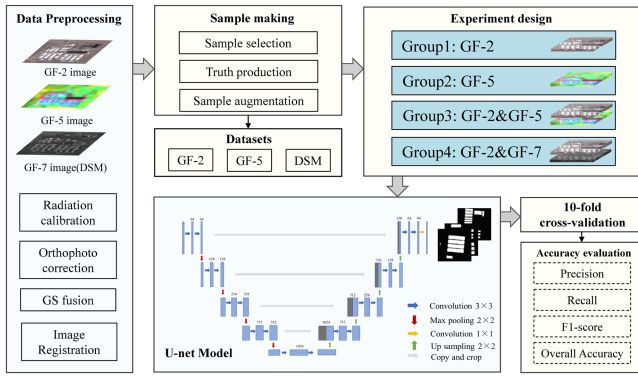 Data Preprocessing
GF-2 image
GF-5 image
GF-7 image(DSM)
Radiation
calibration
Orthophoto
correction
GS fusion
Image
Registration
Sample making
Sample selection
Truth production
Sample augmentation
Datasets
GF-2
GF-5
DSM
Experiment design
Group1: GF-2
Group2: GF-5
Group3: GF-2&GF-5
Group4: GF-2&GF-7
64 64
128 128
256 256
512 512
1024
1024 512
512 256
256 128
128 64
Convolution 3×3
Max pooling 2×2
Convolution 1×1
Up sampling 2×2
Copy and crop
U-net Model
10-fold
cross-validation
Accuracy evaluation
Precision
Recall
F1-score
Overall Accuracy